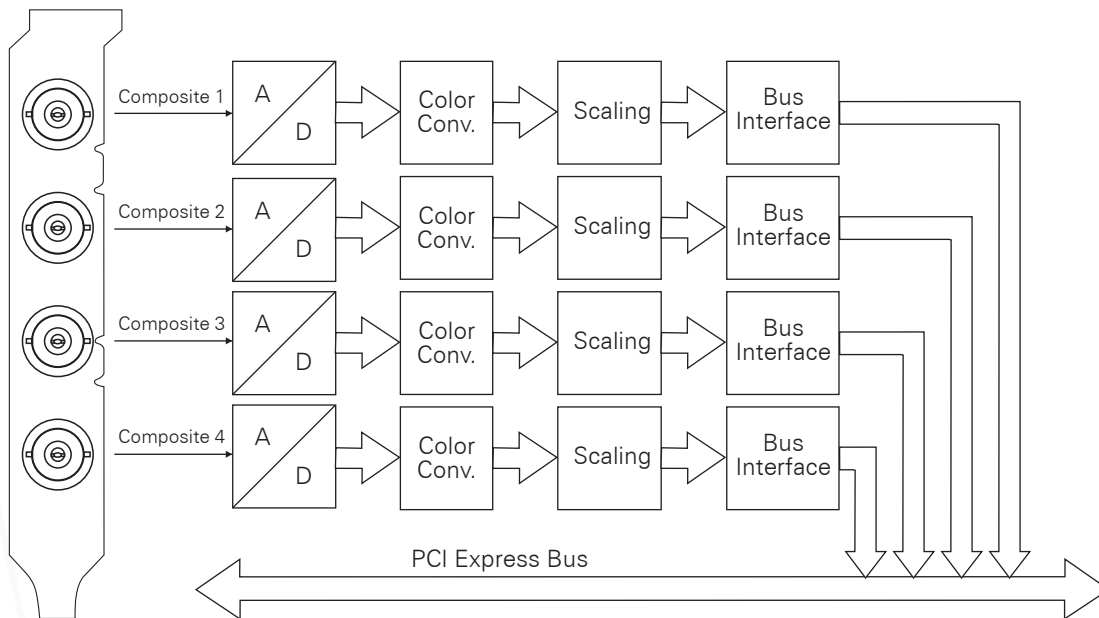 Composite 1
A
D
Color
Conv.
Scaling
Bus
Interface
Composite 2
A
D
Color
Conv.
Scaling
Bus
Interface
Composite 3
A
D
Color
Conv.
Scaling
Bus
Interface
Composite 4
A
D
Color
Conv.
Scaling
Bus
Interface
PCI Express Bus